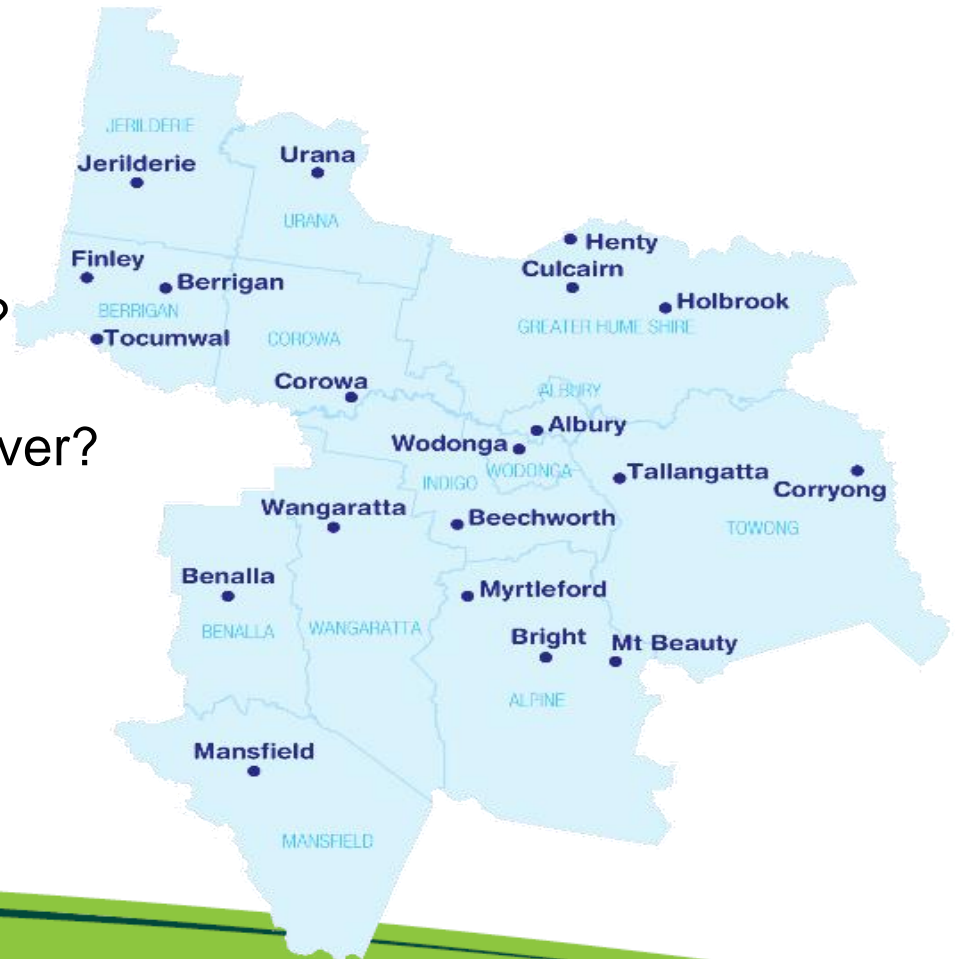 JERILDERIE
Jerilderie
Urana
URANA
Henty
Finley
Culcairn
Berrigan
Holbrook
?
BERRIGAN
GREATER HUME SHIRE
Tocumwal
COROWA
Corowa
ALBURY
Albury
ver?
Wodonga
WODONGA
Tallangatta
INDIGO
Corryong
Wangaratta
Beechworth
TOWONG
Benalla
Myrtleford
BENALLA
WANGARATTA
Bright
Mt Beauty
ALPINE
Mansfield
MANSFIELD